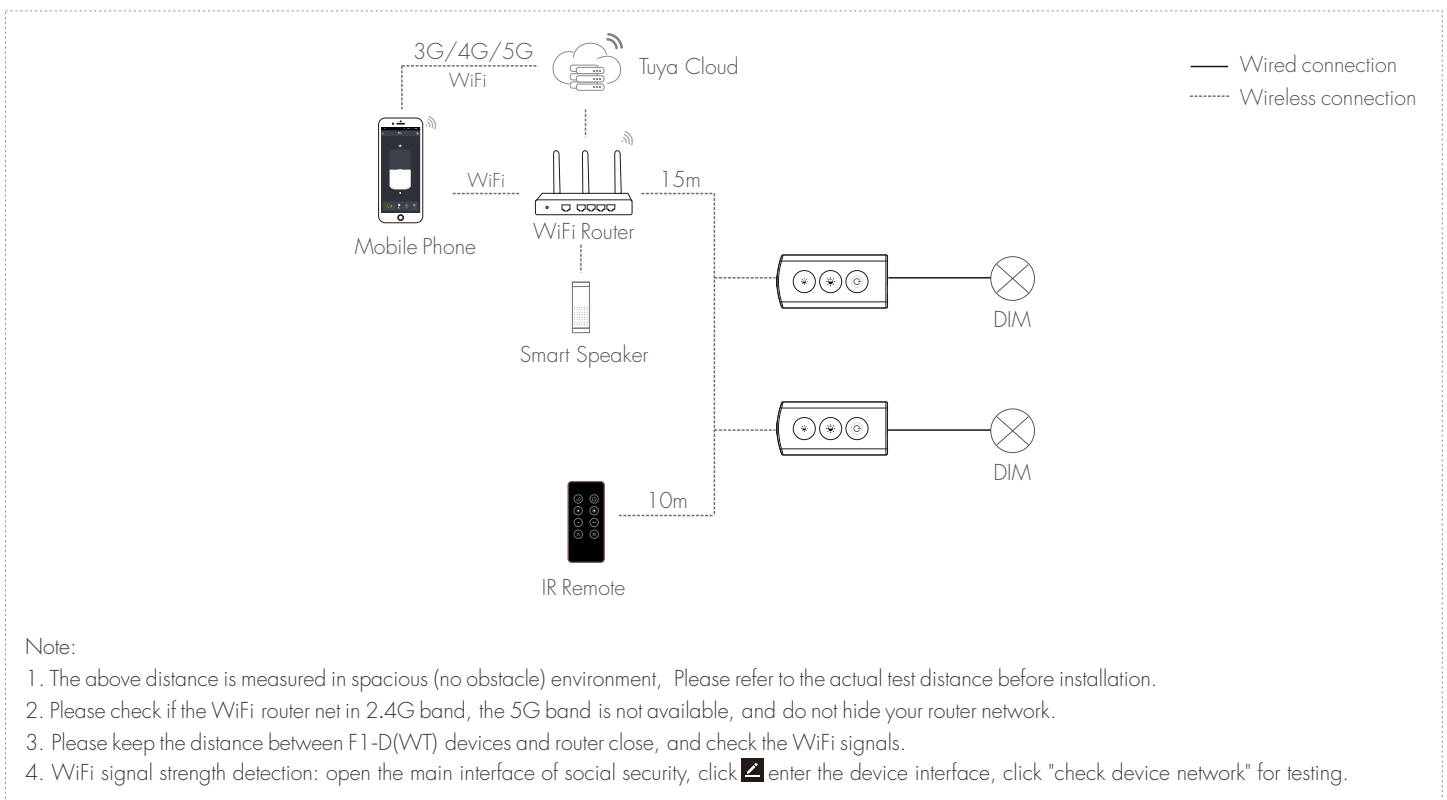 3G/4G/5G
WiFi
Tuya Cloud
Wired connection
Wireless connection
WiFi
15m
Mobile Phone
WiFi Router
DIM
Smart Speaker
DIM
10m
IR Remote
Note:
1. The above distance is measured in spacious (no obstacle) environment, Please refer to the actual test distance before installation.
2. Please check if the WiFi router net in 2.4G band, the 5G band is not available, and do not hide your router network.
3. Please keep the distance between F1-D(WT) devices and router close, and check the WiFi signals.
4. WiFi signal strength detection: open the main interface of social security, click enter the device interface, click "check device network" for testing.